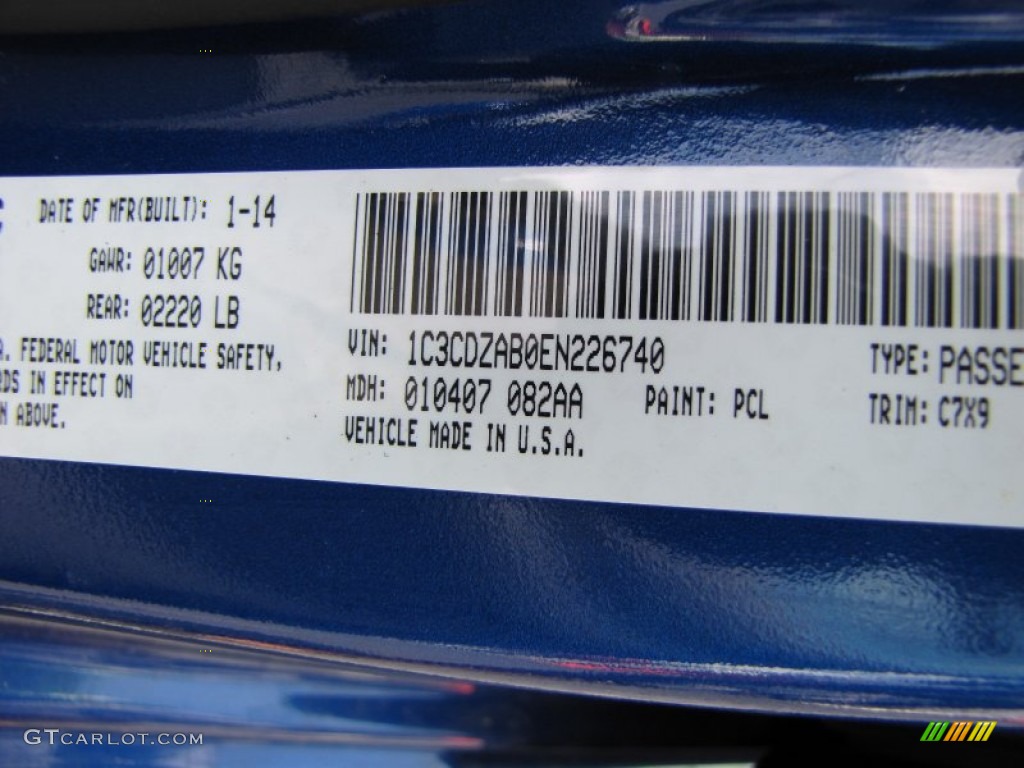 DATE OF MFR(BUILT): 1-14
GAWR: 01007 KG
REAR: 02220 LB
FEDERAL MOTOR VEHICLE SAFETY,
IN EFFECT ON
ABOVE.
VIN: 1C3CDZAB0EN226740
TYPE: PASSE
MDH: 010407 082AA
PAINT: PCL
TRIM: C7X9
VEHICLE MADE IN U.S.A.
GTCARLOT.COM